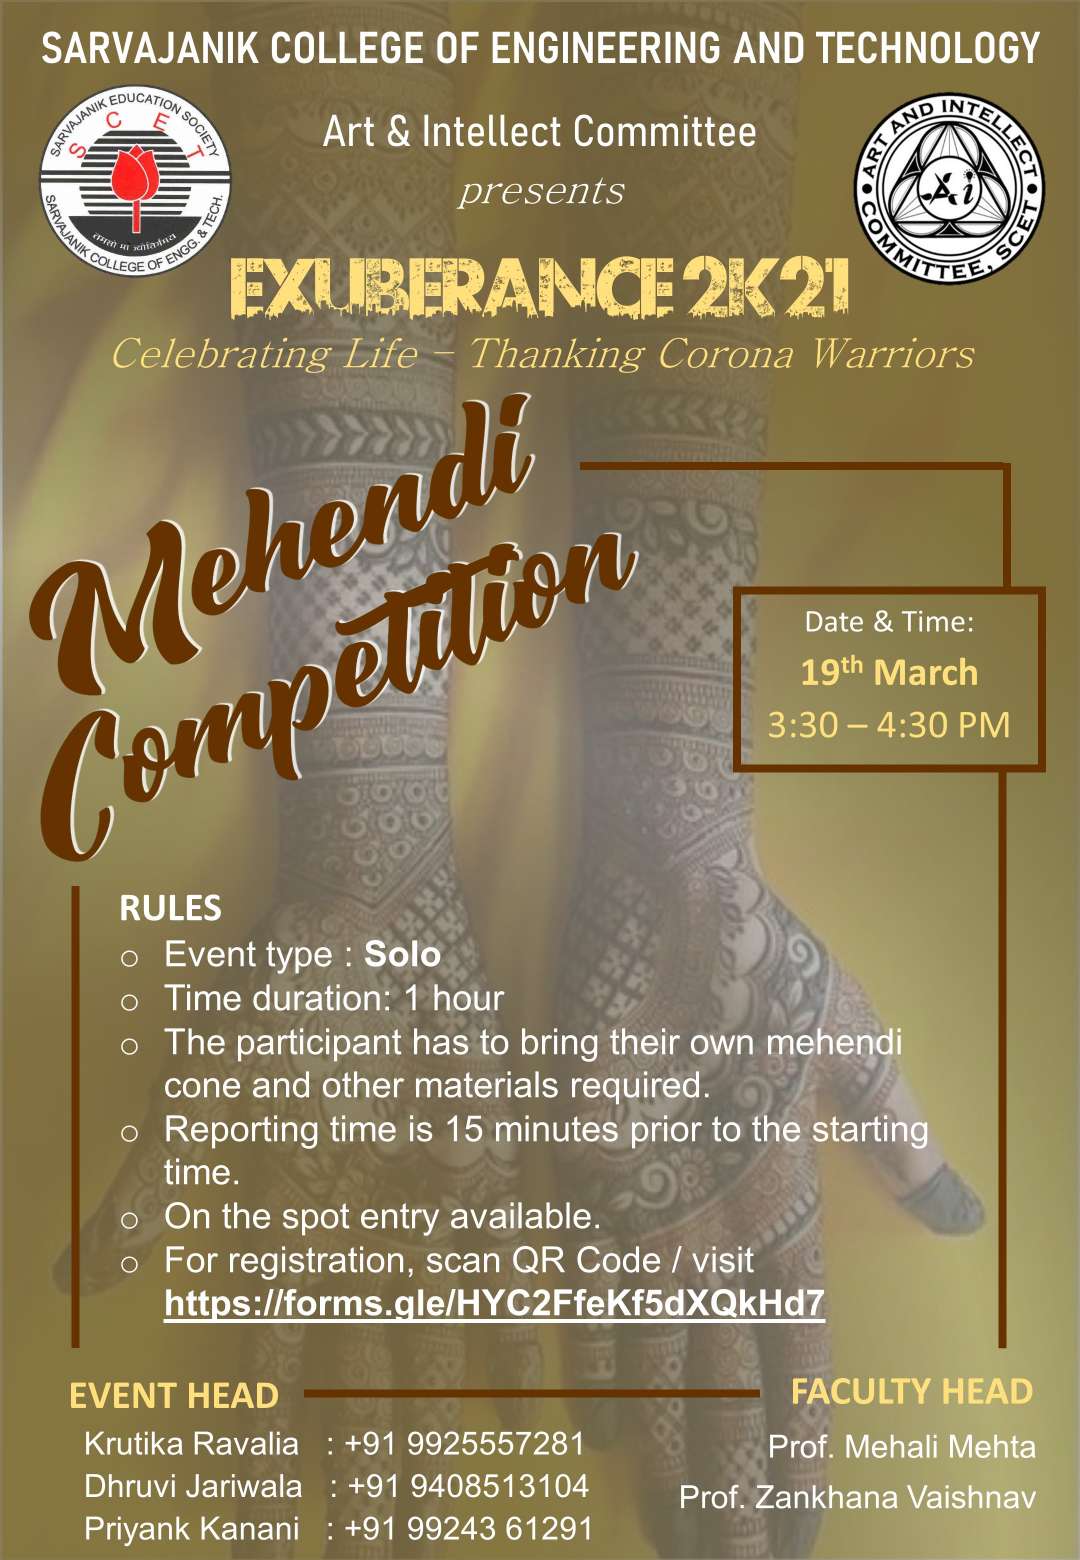 SARVAJANIK COLLEGE OF ENGINEERING AND TECHNOLOGY
SARVAJANIK EDUCATION SOCIETY
SCET
तमसो मा ज्योतिर्गमय
SARVAJANIK COLLEGE OF ENGG. & TECH.
Art & Intellect Committee
presents
ART AND INTELLECT
Ai
COMMITTEE, SCET
EXUBERANCE 2K21
Celebrating Life – Thanking Corona Warriors
Mehendi
Competition
Date & Time:
19th March
3:30 – 4:30 PM
RULES
o Event type : Solo
o Time duration: 1 hour
o The participant has to bring their own mehendi
cone and other materials required.
o Reporting time is 15 minutes prior to the starting
time.
o On the spot entry available.
o For registration, scan QR Code / visit
https://forms.gle/HYC2FfeKf5dXQkHd7
EVENT HEAD
Krutika Ravalia : +91 9925557281
Dhruvi Jariwala : +91 9408513104
Priyank Kanani : +91 99243 61291
FACULTY HEAD
Prof. Mehali Mehta
Prof. Zankhana Vaishnav